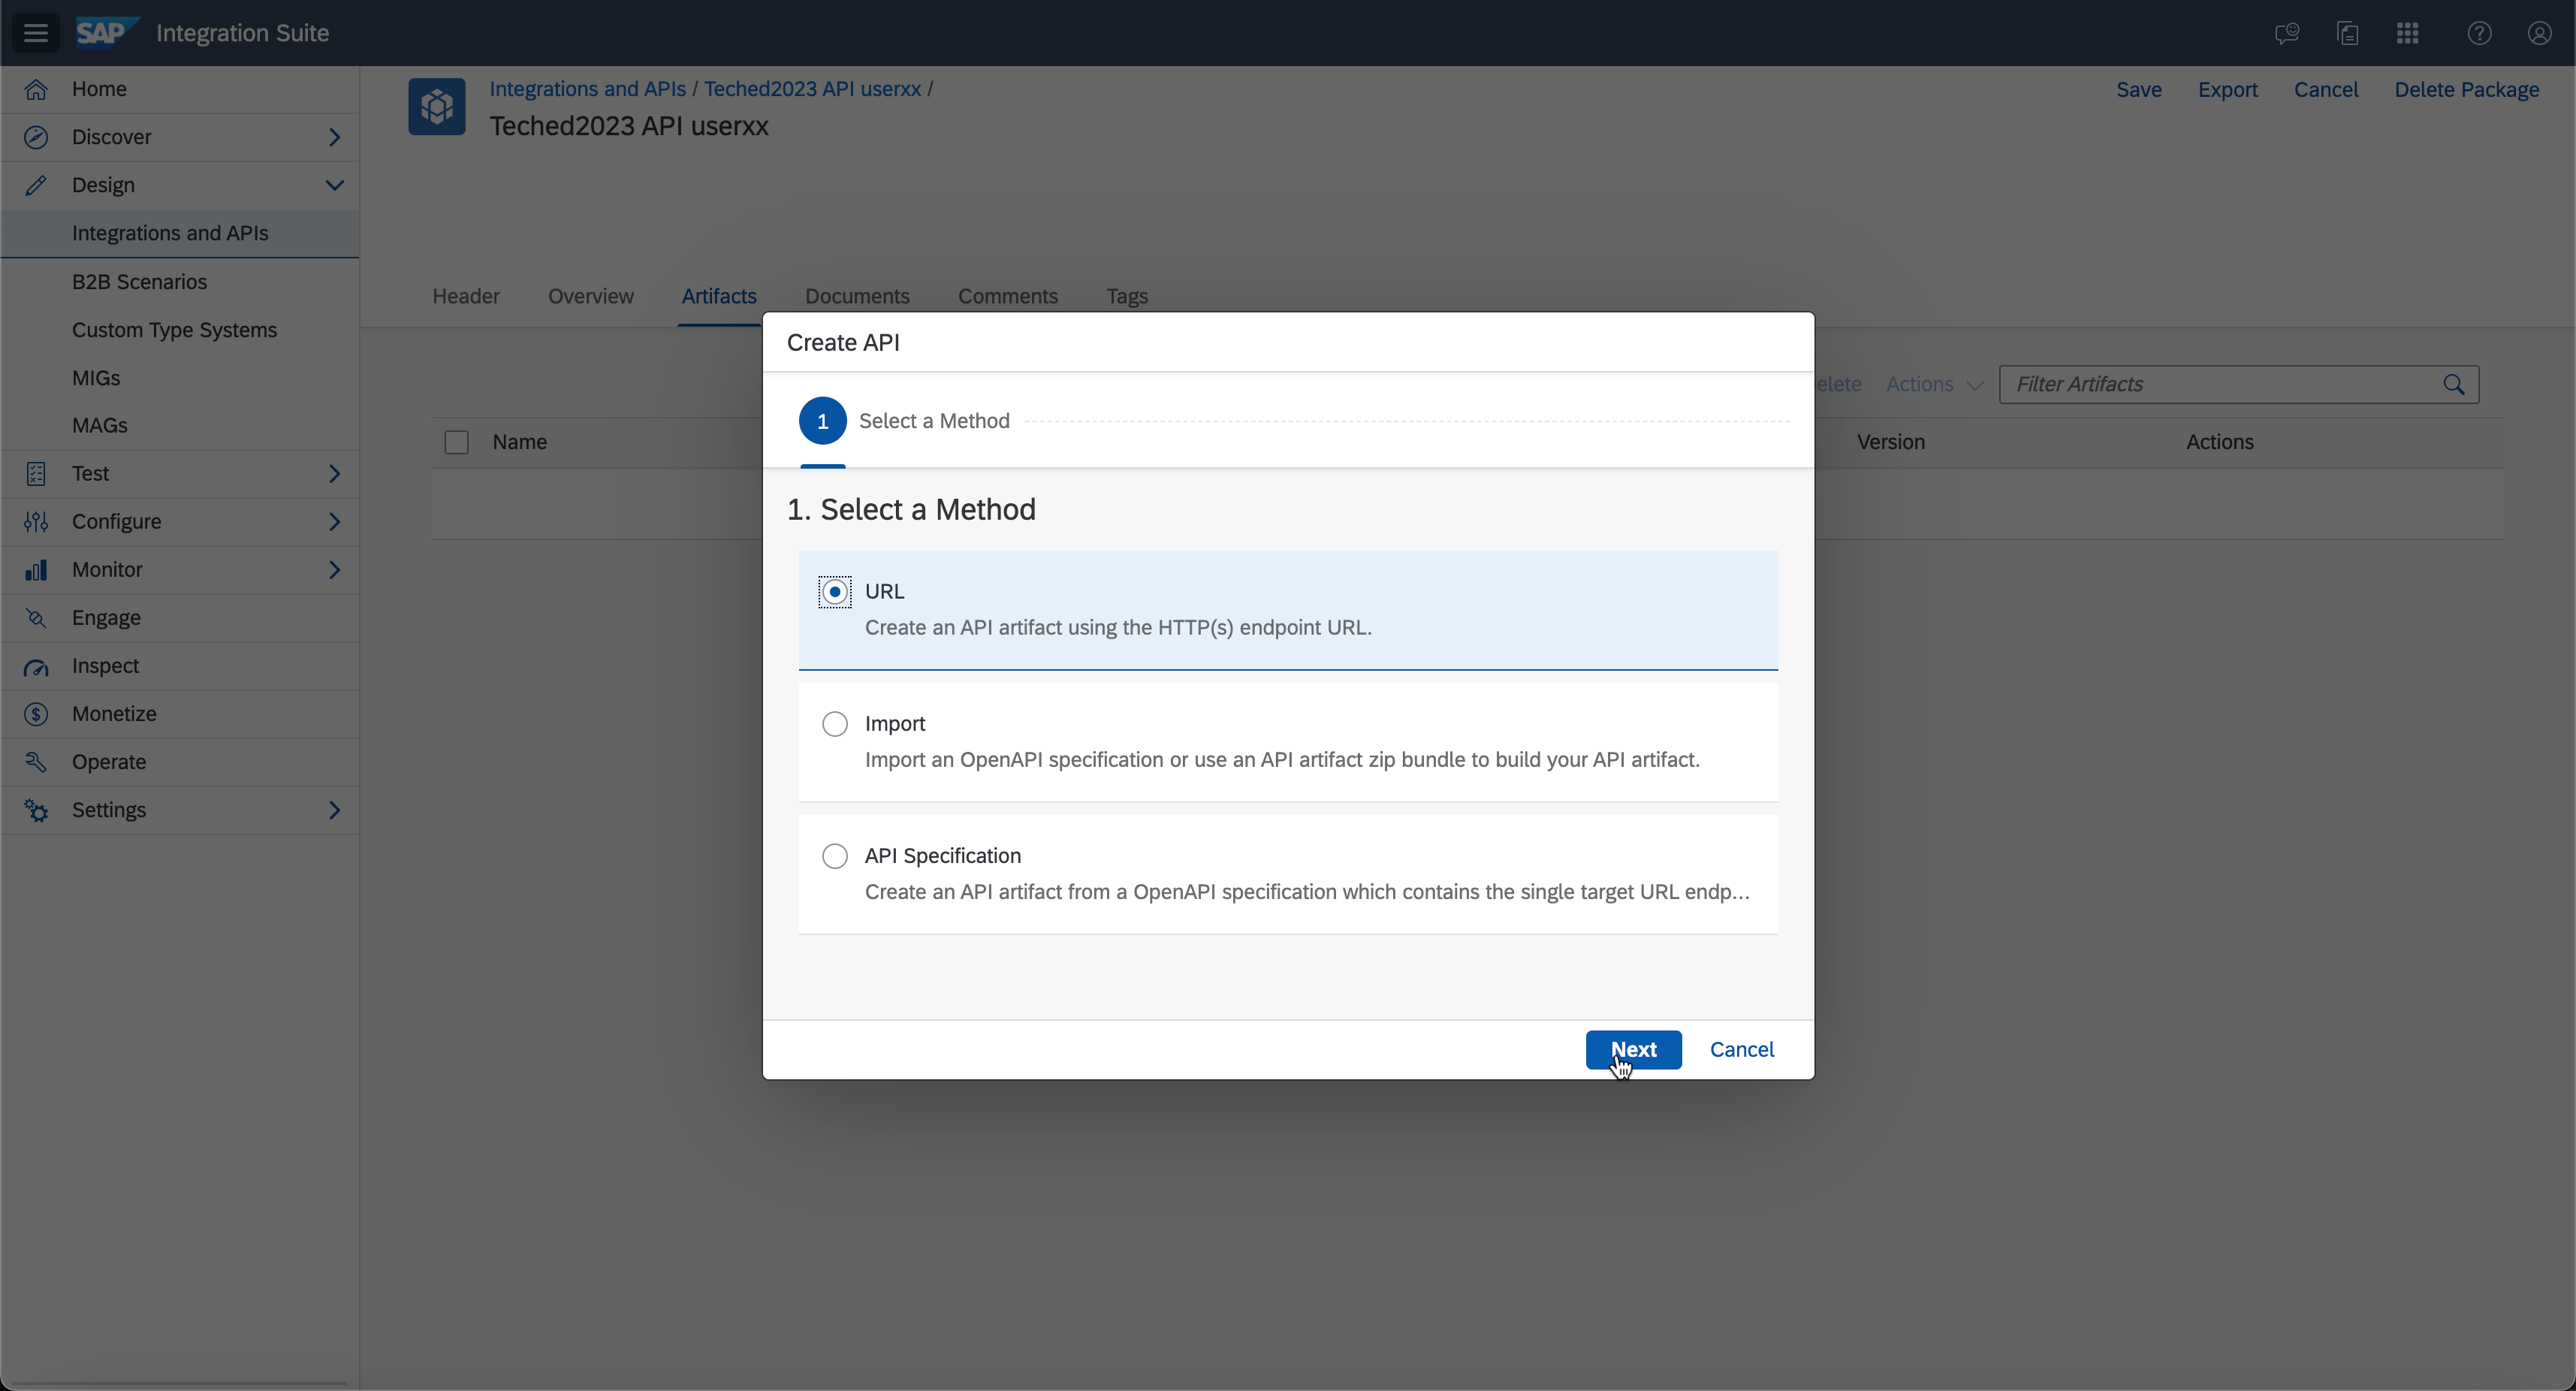 SAP Integration Suite
Home
Discover
Design
Integrations and APIs
B2B Scenarios
Custom Type Systems
MIGs
MAGs
Test
Configure
Monitor
Engage
Inspect
Monetize
Operate
Settings
Integrations and APIs / Teched2023 API userxx /
Teched2023 API userxx
Save Export Cancel Delete Package
Header Overview Artifacts Documents Comments Tags
elete Actions Filter Artifacts
Name Version Actions
Create API
1 Select a Method
1. Select a Method
URL
Create an API artifact using the HTTP(s) endpoint URL.
Import
Import an OpenAPI specification or use an API artifact zip bundle to build your API artifact.
API Specification
Create an API artifact from a OpenAPI specification which contains the single target URL endp...
Next Cancel